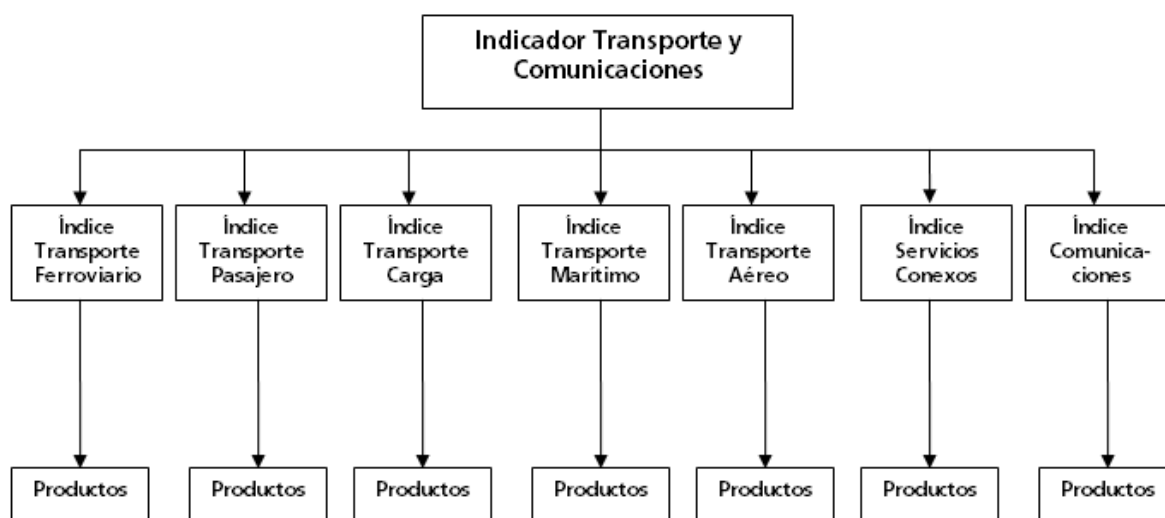 Indicador Transporte y
Comunicaciones
Índice
Transporte
Ferroviario
Índice
Transporte
Pasajero
Índice
Transporte
Carga
Índice
Transporte
Marítimo
Índice
Transporte
Aéreo
Índice
Servicios
Conexos
Índice
Comunica-
ciones
Productos
Productos
Productos
Productos
Productos
Productos
Productos